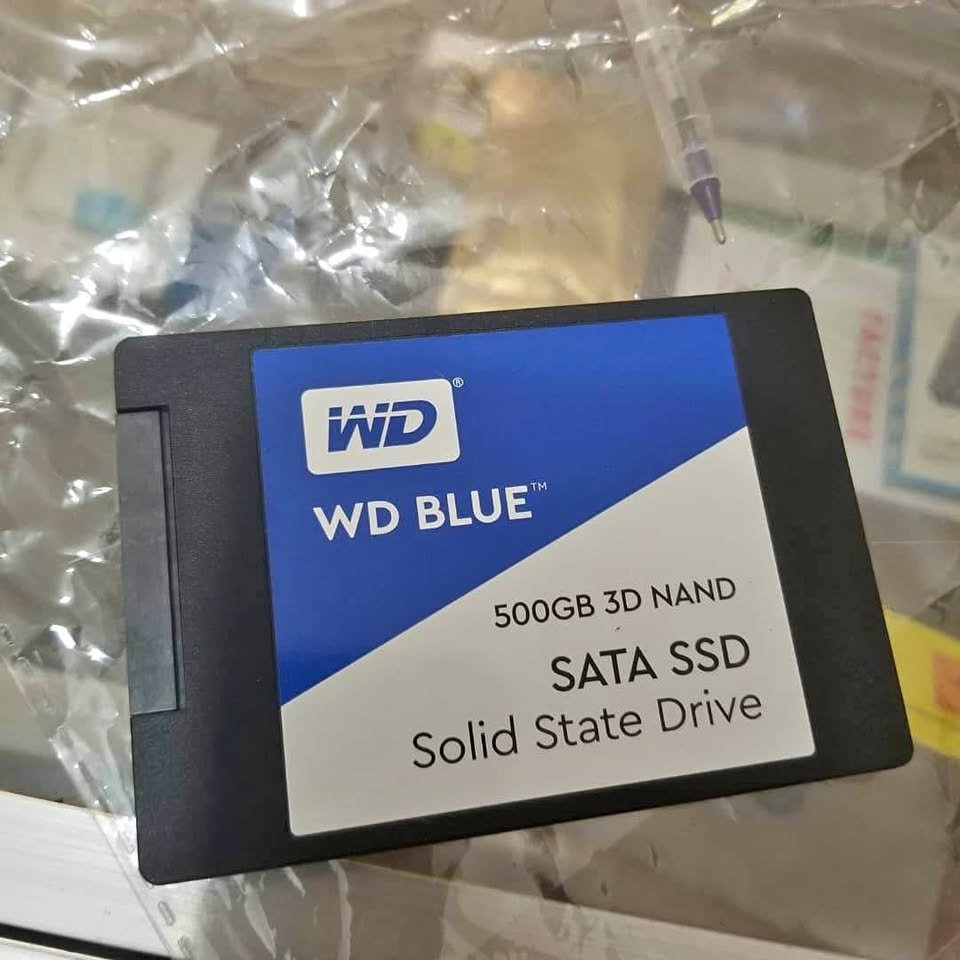 WD®
WD BLUE™
500GB 3D NAND
SATA SSD
Solid State Drive